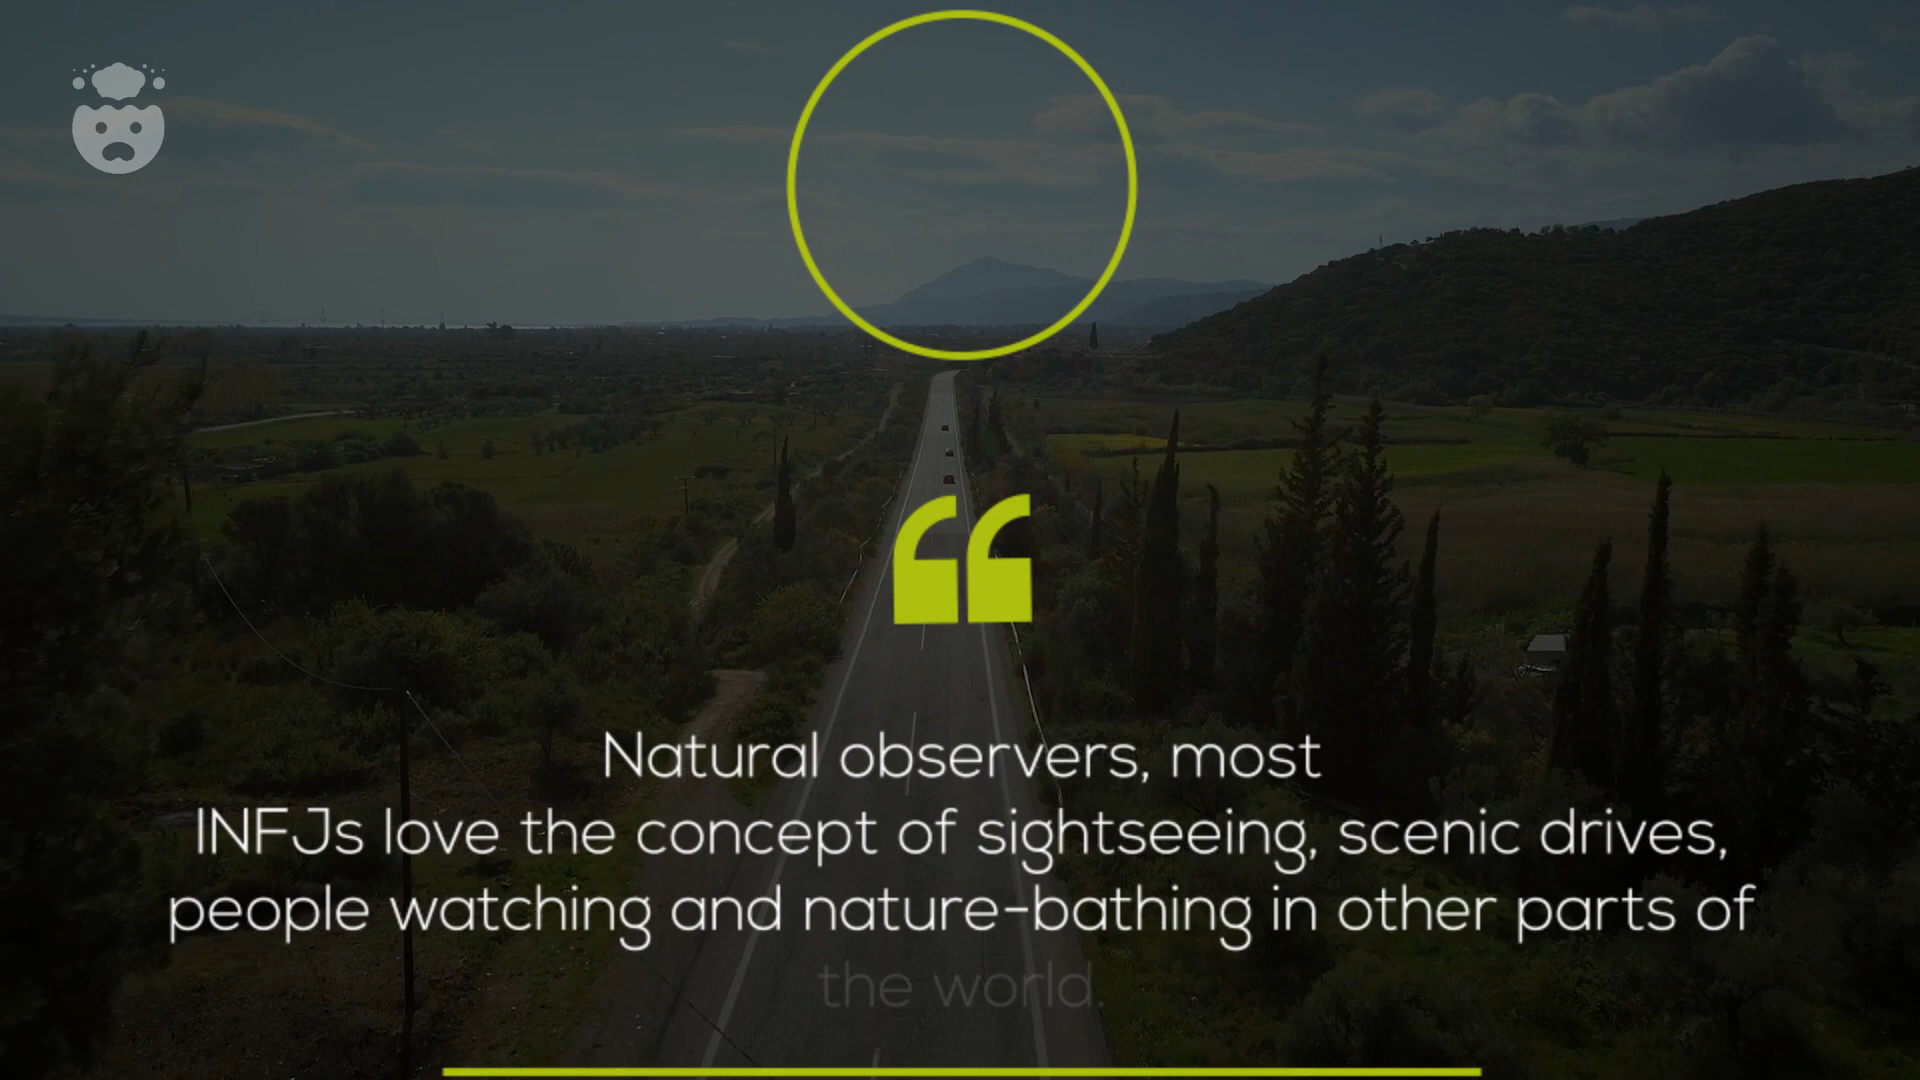 “
Natural observers, most
INFJs love the concept of sightseeing, scenic drives,
people watching and nature-bathing in other parts of
the world.